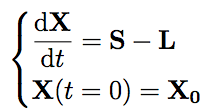 dX/dt = S − L
X(t = 0) = X₀